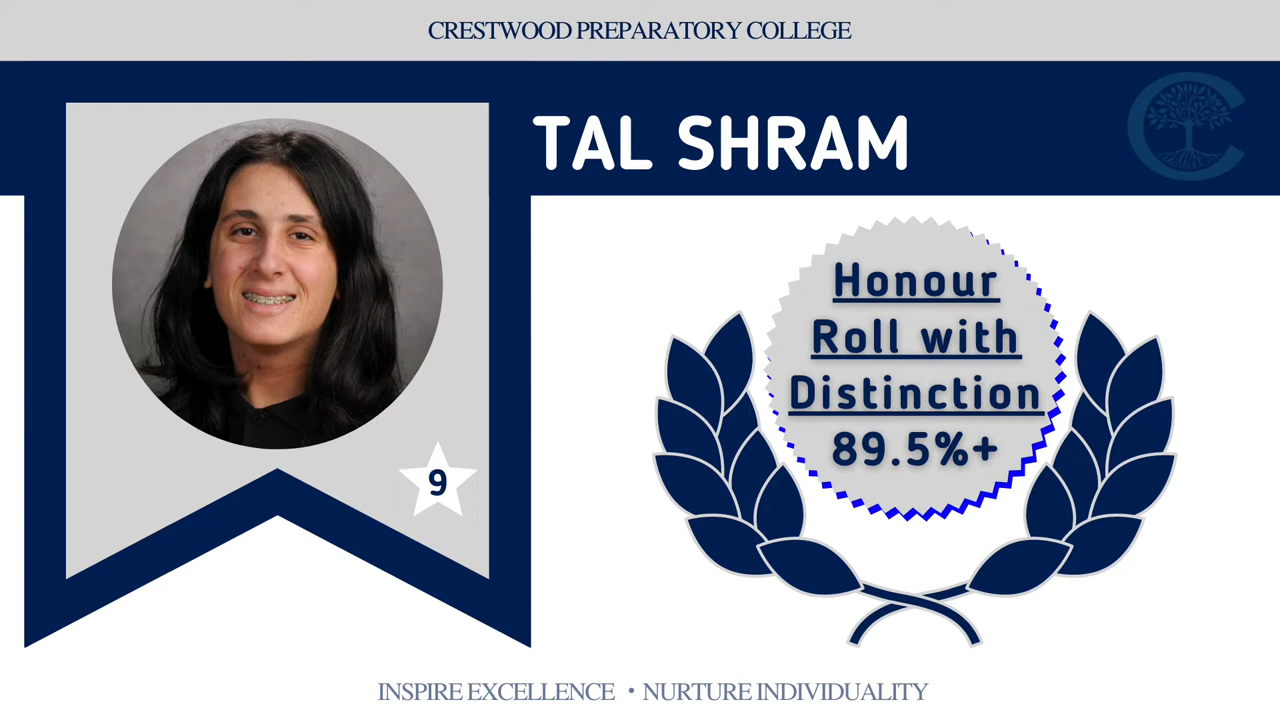 CRESTWOOD PREPARATORY COLLEGE
TAL SHRAM
Honour
Roll with
Distinction
89.5%+
9
INSPIRE EXCELLENCE • NURTURE INDIVIDUALITY